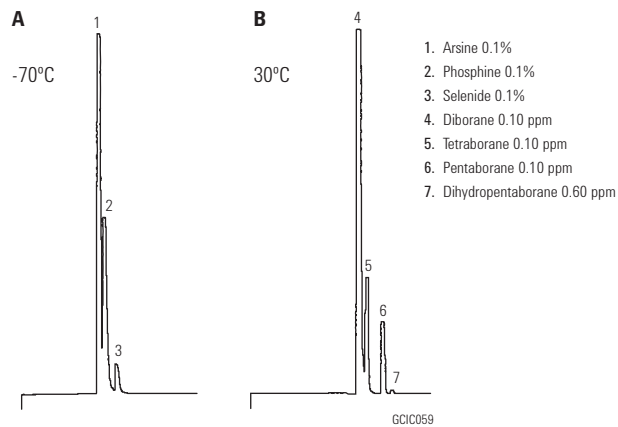 A
-70ºC
1
2
3
B
30ºC
4
5
6
7
1. Arsine 0.1%
2. Phosphine 0.1%
3. Selenide 0.1%
4. Diborane 0.10 ppm
5. Tetraborane 0.10 ppm
6. Pentaborane 0.10 ppm
7. Dihydropentaborane 0.60 ppm
GCIC059